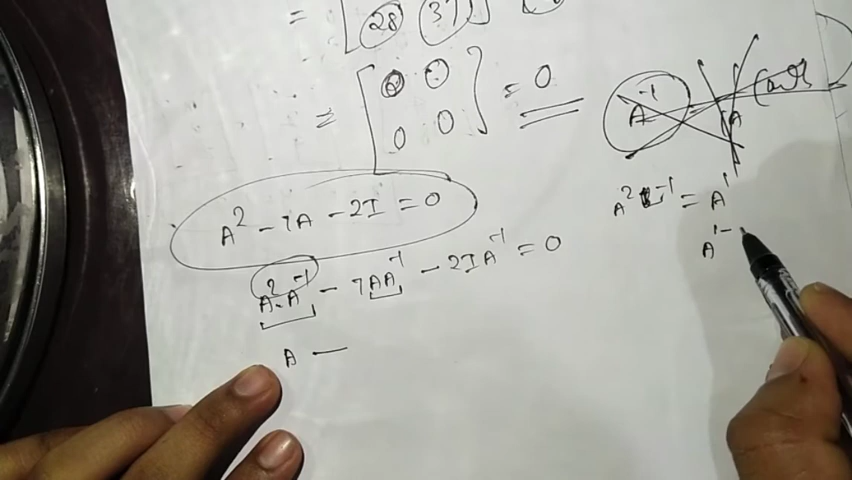 = [ 28 37 ]
= [ 0 0
0 0 ] = 0
A⁻¹
A² - 7A - 2I = 0
A² ⁻¹ = A¹
A¹⁻
A²·A⁻¹ - 7AA⁻¹ - 2IA⁻¹ = 0
A —